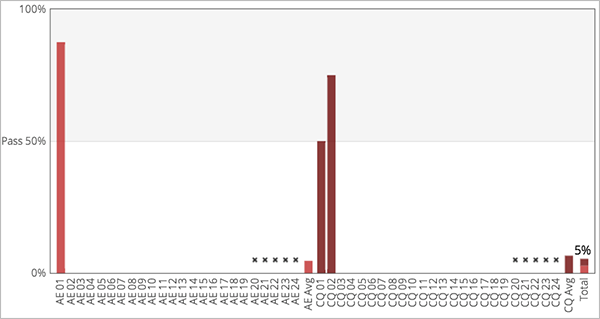 100%
Pass 50%
0%
5%
AE 01
AE 02
AE 03
AE 04
AE 05
AE 06
AE 07
AE 08
AE 09
AE 10
AE 11
AE 12
AE 13
AE 14
AE 15
AE 16
AE 17
AE 18
AE 19
AE 20
AE 21
AE 22
AE 23
AE 24
AE Avg
CQ 01
CQ 02
CQ 03
CQ 04
CQ 05
CQ 06
CQ 07
CQ 08
CQ 09
CQ 10
CQ 11
CQ 12
CQ 13
CQ 14
CQ 15
CQ 16
CQ 17
CQ 18
CQ 19
CQ 20
CQ 21
CQ 22
CQ 23
CQ 24
CQ Avg
Total